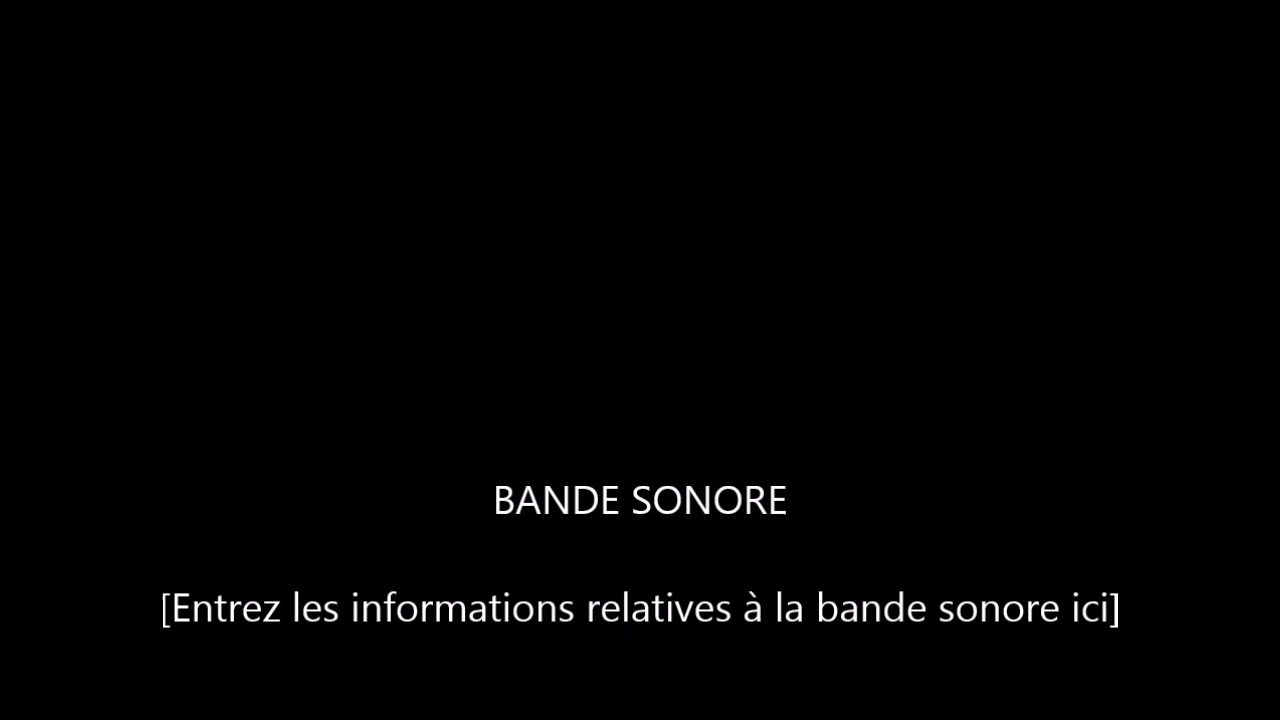 BANDE SONORE
[Entrez les informations relatives à la bande sonore ici]